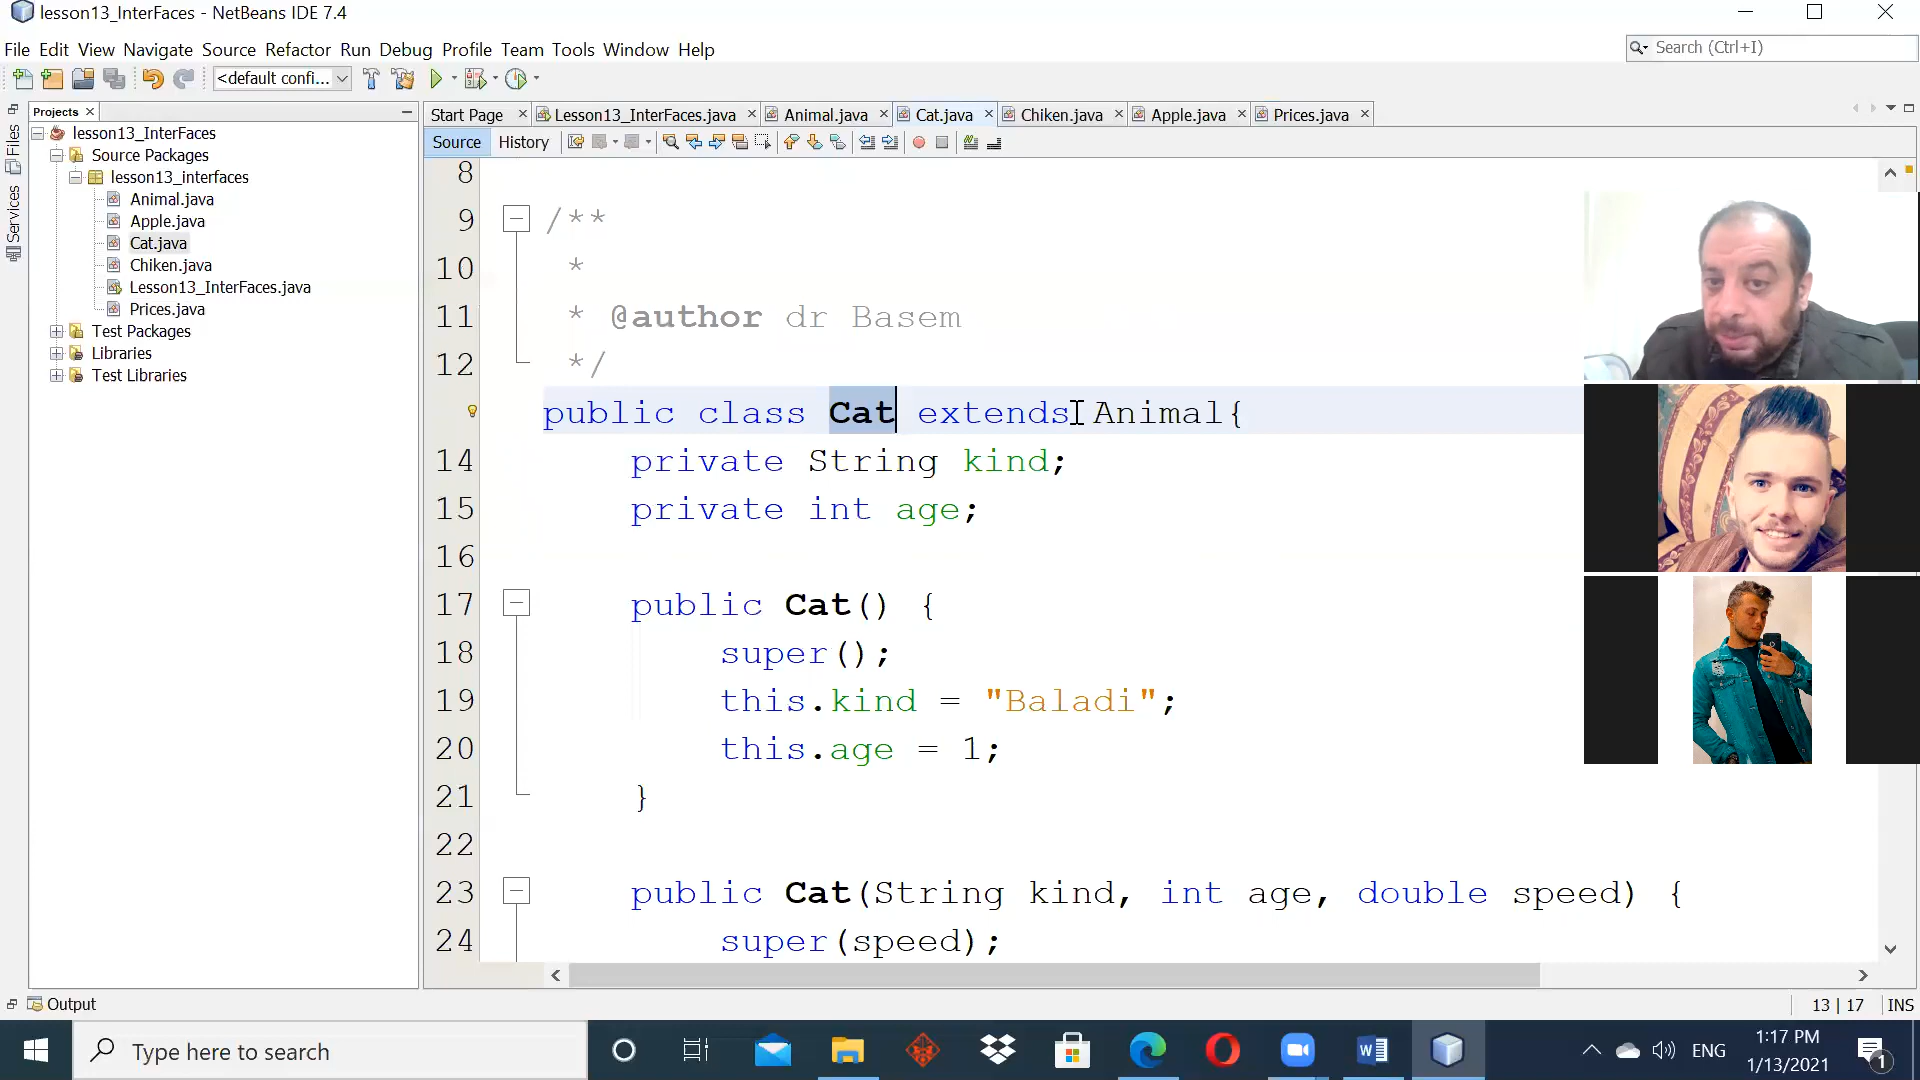 lesson13_InterFaces - NetBeans IDE 7.4
File Edit View Navigate Source Refactor Run Debug Profile Team Tools Window Help
Search (Ctrl+I)
<default confi...
Projects
Files
Services
lesson13_InterFaces
Source Packages
lesson13_interfaces
Animal.java
Apple.java
Cat.java
Chiken.java
Lesson13_InterFaces.java
Prices.java
Test Packages
Libraries
Test Libraries
Start Page Lesson13_InterFaces.java Animal.java Cat.java Chiken.java Apple.java Prices.java
Source History
8
9 /**
10 *
11 * @author dr Basem
12 */
public class Cat extends Animal{
14 private String kind;
15 private int age;
16
17 public Cat() {
18 super();
19 this.kind = "Baladi";
20 this.age = 1;
21 }
22
23 public Cat(String kind, int age, double speed) {
24 super(speed);
Output
13 | 17 INS
Type here to search
ENG
1:17 PM
1/13/2021
1